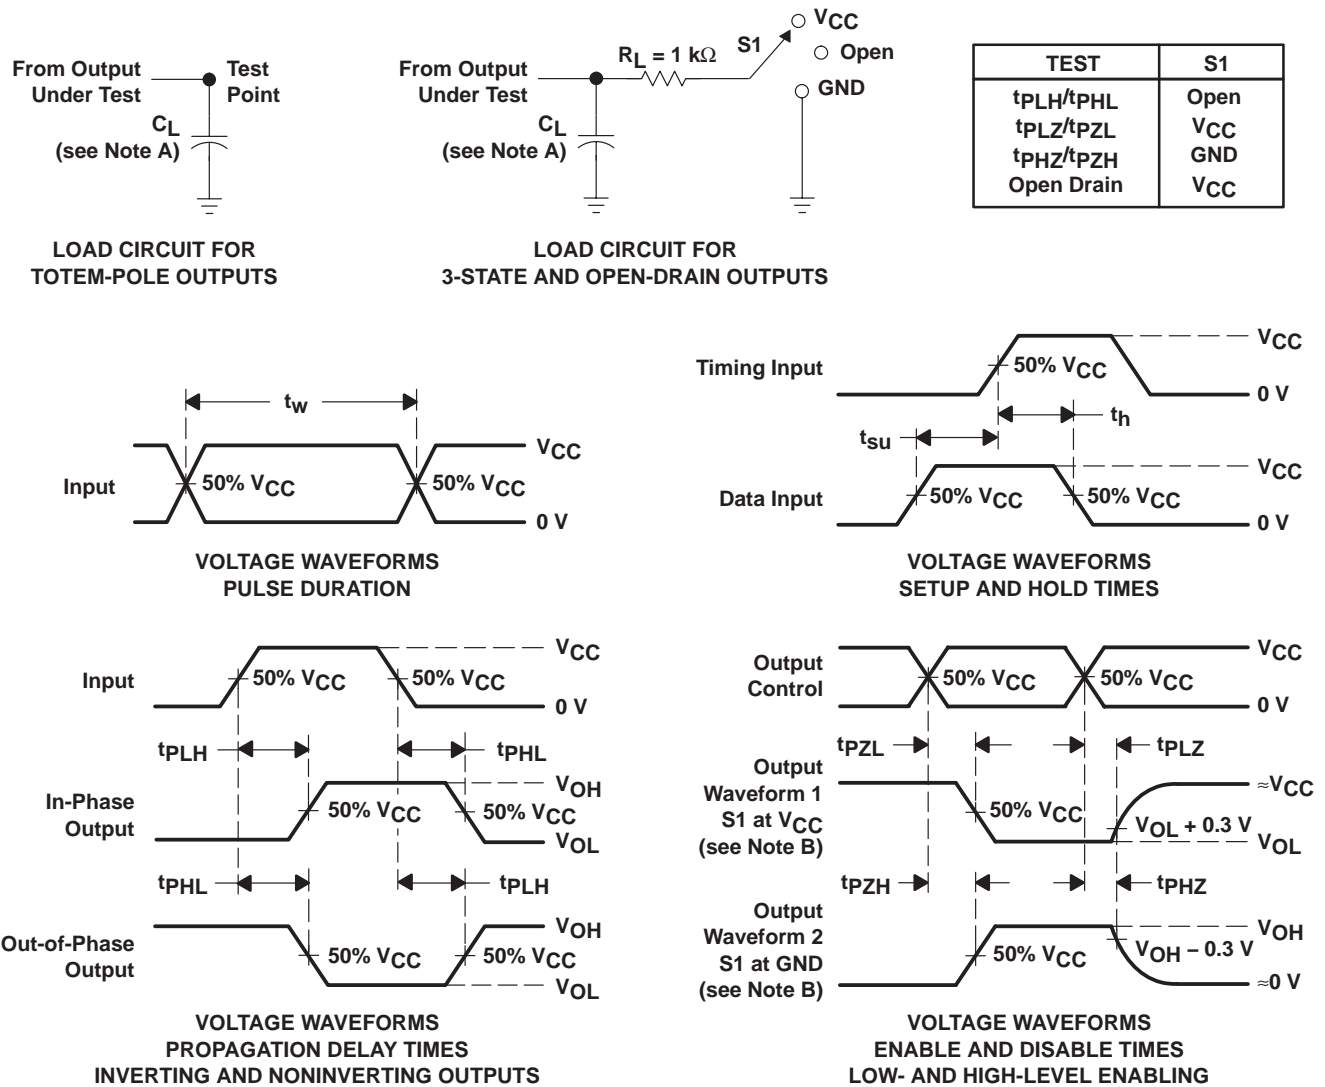 From Output
Under Test
Test
Point
CL
(see Note A)
LOAD CIRCUIT FOR
TOTEM-POLE OUTPUTS
From Output
Under Test
RL = 1 kΩ
S1
VCC
Open
GND
CL
(see Note A)
LOAD CIRCUIT FOR
3-STATE AND OPEN-DRAIN OUTPUTS
TEST S1
tPLH/tPHL Open
tPLZ/tPZL VCC
tPHZ/tPZH GND
Open Drain VCC
tw
Input
50% VCC
50% VCC
VCC
0 V
VOLTAGE WAVEFORMS
PULSE DURATION
Timing Input
50% VCC
VCC
0 V
th
tsu
Data Input
50% VCC
50% VCC
VCC
0 V
VOLTAGE WAVEFORMS
SETUP AND HOLD TIMES
Input
50% VCC
50% VCC
VCC
0 V
tPLH
tPHL
In-Phase
Output
50% VCC
50% VCC
VOH
VOL
tPHL
tPLH
Out-of-Phase
Output
50% VCC
50% VCC
VOH
VOL
VOLTAGE WAVEFORMS
PROPAGATION DELAY TIMES
INVERTING AND NONINVERTING OUTPUTS
Output
Control
50% VCC
50% VCC
VCC
0 V
tPZL
tPLZ
Output
Waveform 1
S1 at VCC
(see Note B)
50% VCC
VOL + 0.3 V
≈VCC
VOL
tPZH
tPHZ
Output
Waveform 2
S1 at GND
(see Note B)
50% VCC
VOH − 0.3 V
VOH
≈0 V
VOLTAGE WAVEFORMS
ENABLE AND DISABLE TIMES
LOW- AND HIGH-LEVEL ENABLING